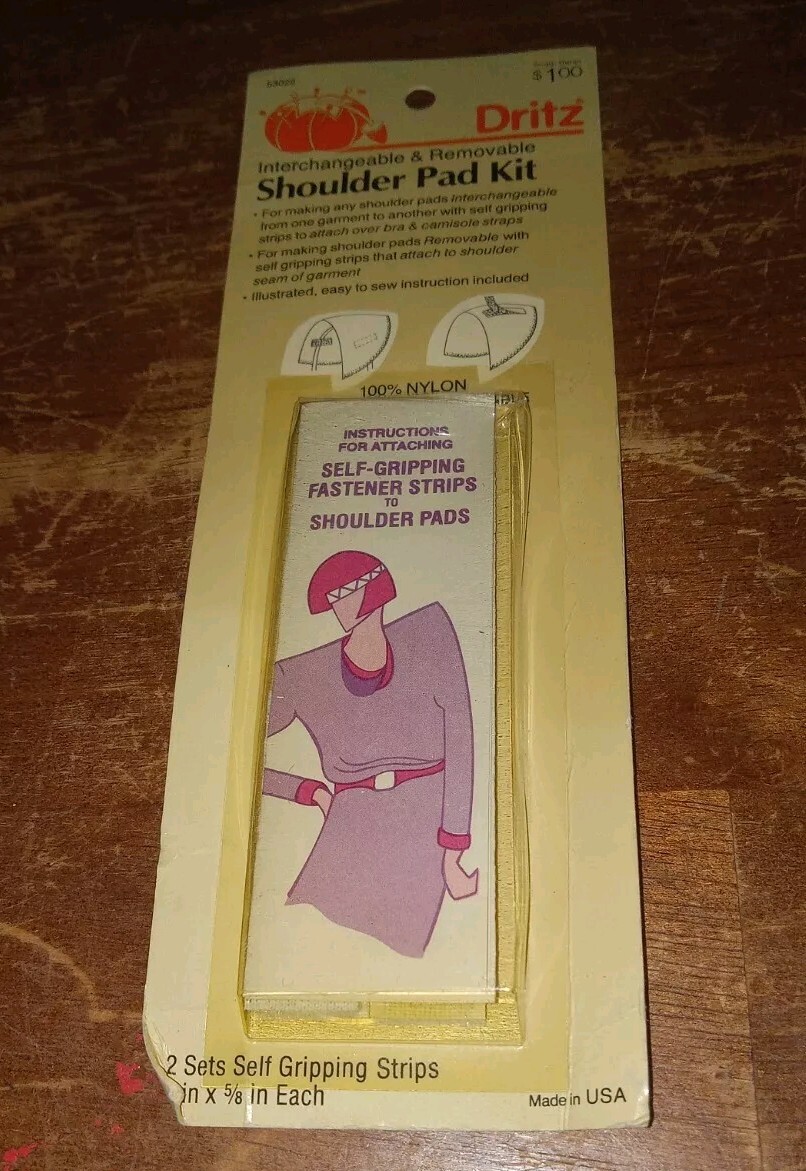 53026
$1.00
Dritz®
Interchangeable & Removable
Shoulder Pad Kit
• For making any shoulder pads Interchangeable
from one garment to another with self gripping
strips to attach over bra & camisole straps
• For making shoulder pads Removable with
self gripping strips that attach to shoulder
seam of garment
• Illustrated, easy to sew instruction included
100% NYLON
INSTRUCTIONS
FOR ATTACHING
SELF-GRIPPING
FASTENER STRIPS
TO
SHOULDER PADS
2 Sets Self Gripping Strips
in x 5/8 in Each
Made in USA